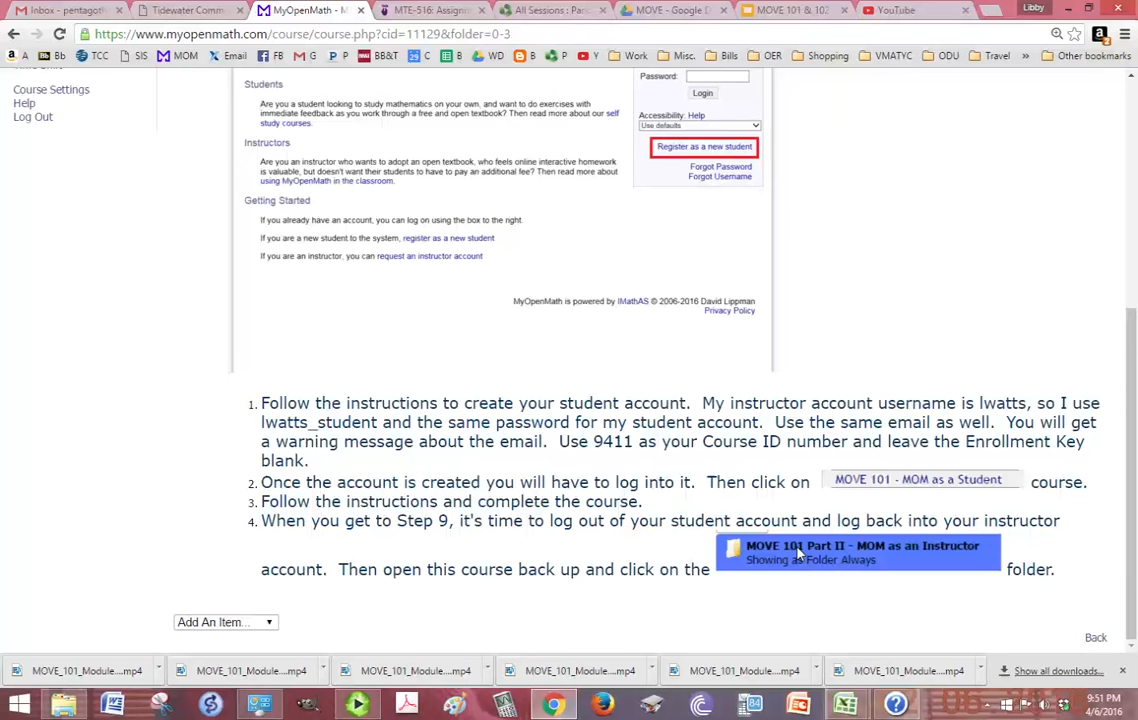 Inbox - pentagotl
Tidewater Comme
MyOpenMath - M
MTE-516: Assignm
All Sessions : Parti
MOVE - Google D
MOVE 101 & 102
YouTube
Libby
https://www.myopenmath.com/course/course.php?cid=11129&folder=0-3
A
Bb
TCC
SIS
MOM
Email
FB
G
P
BB&T
C
B
WD
B
P
Y
Work
Misc.
Bills
OER
Shopping
VMATYC
ODU
Travel
»
Other bookmarks
Course Settings
Help
Log Out
Students
Are you a student looking to study mathematics on your own, and want to do exercises with
immediate feedback as you work through a free and open textbook? Then read more about our self
study courses.
Instructors
Are you an instructor who wants to adopt an open textbook, who feels online interactive homework
is valuable, but doesn't want their students to have to pay an additional fee? Then read more about
using MyOpenMath in the classroom.
Getting Started
If you already have an account, you can log on using the box to the right.
If you are a new student to the system, register as a new student
If you are an instructor, you can request an instructor account
Password:
Login
Accessibility: Help
Use defaults
Register as a new student
Forgot Password
Forgot Username
MyOpenMath is powered by IMathAS © 2006-2016 David Lippman
Privacy Policy
1. Follow the instructions to create your student account. My instructor account username is lwatts, so I use
lwatts_student and the same password for my student account. Use the same email as well. You will get
a warning message about the email. Use 9411 as your Course ID number and leave the Enrollment Key
blank.
2. Once the account is created you will have to log into it. Then click on MOVE 101 - MOM as a Student course.
3. Follow the instructions and complete the course.
4. When you get to Step 9, it's time to log out of your student account and log back into your instructor
MOVE 101 Part II - MOM as an Instructor
Showing as Folder Always
account. Then open this course back up and click on the folder.
Add An Item...
Back
MOVE_101_Module....mp4
MOVE_101_Module....mp4
MOVE_101_Module....mp4
MOVE_101_Module....mp4
MOVE_101_Module....mp4
MOVE_101_Module....mp4
Show all downloads...
9:51 PM
4/6/2016